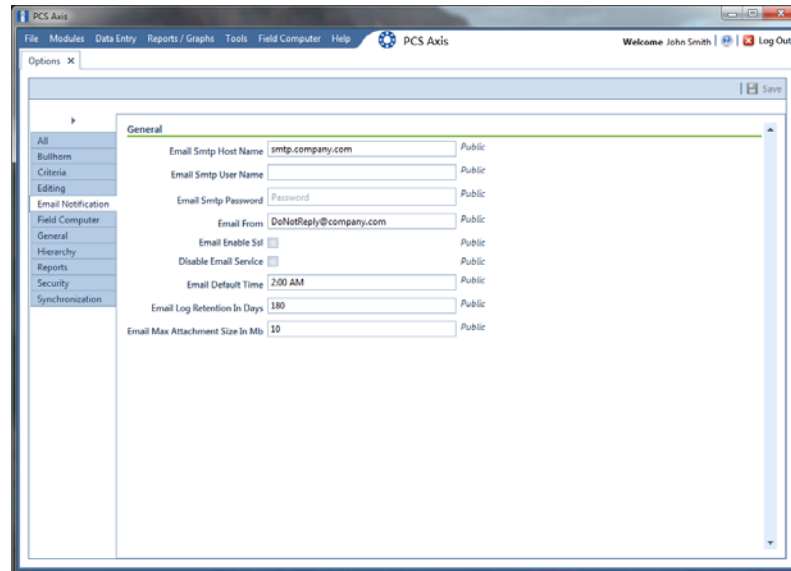 PCS Axis
File Modules Data Entry Reports / Graphs Tools Field Computer Help PCS Axis Welcome John Smith | | Log Out
Options X
Save
All
Bullhorn
Criteria
Editing
Email Notification
Field Computer
General
Hierarchy
Reports
Security
Synchronization
General
Email Smtp Host Name smtp.company.com Public
Email Smtp User Name Public
Email Smtp Password Password Public
Email From DoNotReply@company.com Public
Email Enable Ssl Public
Disable Email Service Public
Email Default Time 2:00 AM Public
Email Log Retention In Days 180 Public
Email Max Attachment Size In Mb 10 Public